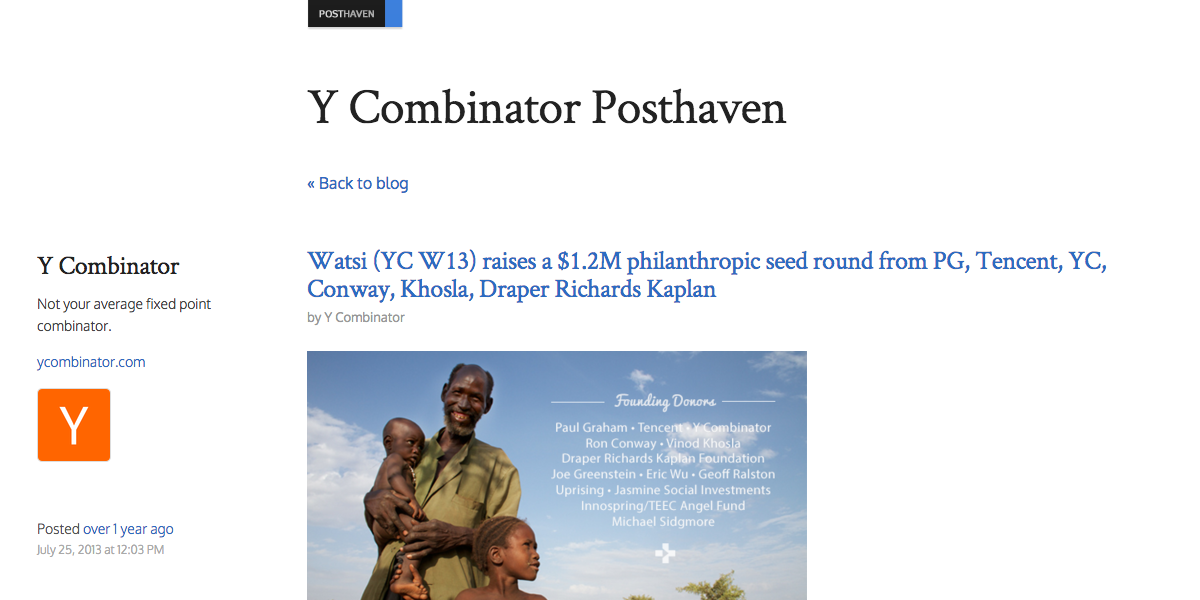 POSTHAVEN
Y Combinator Posthaven
« Back to blog
Y Combinator
Not your average fixed point
combinator.
ycombinator.com
Y
Posted over 1 year ago
July 25, 2013 at 12:03 PM
Watsi (YC W13) raises a $1.2M philanthropic seed round from PG, Tencent, YC,
Conway, Khosla, Draper Richards Kaplan
by Y Combinator
Founding Donors
Paul Graham • Tencent • Y Combinator
Ron Conway • Vinod Khosla
Draper Richards Kaplan Foundation
Joe Greenstein • Eric Wu • Geoff Ralston
Uprising • Jasmine Social Investments
Innospring/TEEC Angel Fund
Michael Sidgmore